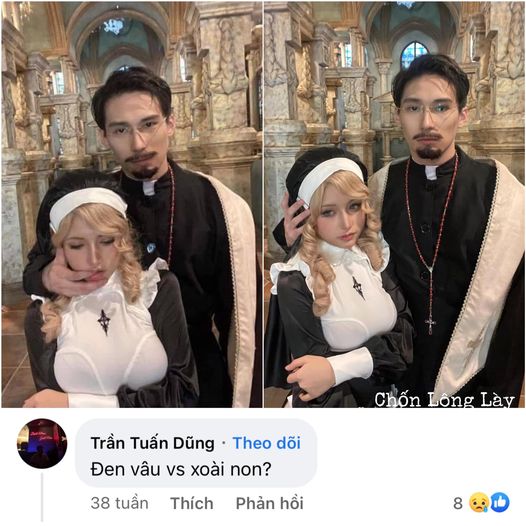 Chốn Lông Lày
Trần Tuấn Dũng · Theo dõi
Đen vâu vs xoài non?
38 tuần Thích Phản hồi 8